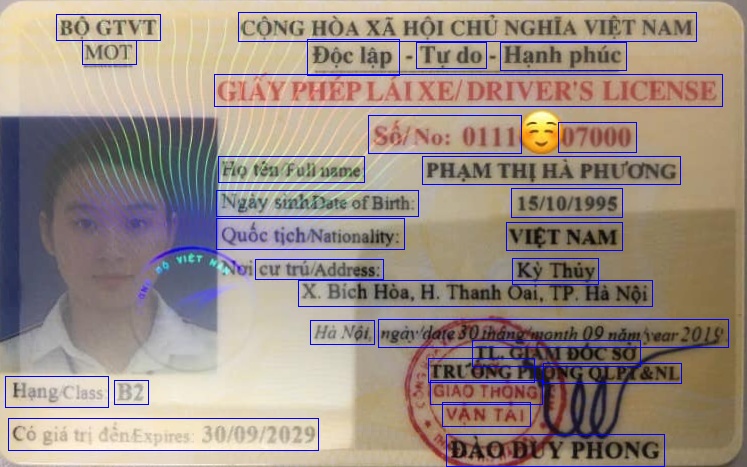 BỘ GTVT
MOT
CỘNG HÒA XÃ HỘI CHỦ NGHĨA VIỆT NAM
Độc lập - Tự do - Hạnh phúc
GIẤY PHÉP LÁI XE/ DRIVER'S LICENSE
Số/ No: 0111 07000
Họ tên/Full name PHẠM THỊ HÀ PHƯƠNG
Ngày sinh/Date of Birth: 15/10/1995
Quốc tịch/Nationality: VIỆT NAM
Nơi cư trú/Address: Kỳ Thủy
X. Bích Hòa, H. Thanh Oai, TP. Hà Nội
Hà Nội, ngày/date 30 tháng/month 09 năm/year 2019
TL. GIÁM ĐỐC SỞ
TRƯỞNG PHÒNG QLPT&NL
GIAO THÔNG
VẬN TẢI
ĐÀO DUY PHONG
Hạng/Class: B2
Có giá trị đến/Expires: 30/09/2029